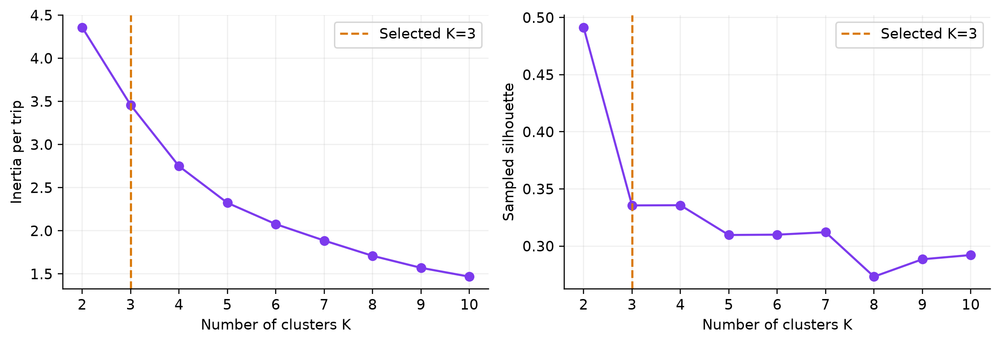 4.5
4.0
3.5
3.0
2.5
2.0
1.5
Inertia per trip
Selected K=3
2 3 4 5 6 7 8 9 10
Number of clusters K
0.50
0.45
0.40
0.35
0.30
Sampled silhouette
Selected K=3
2 3 4 5 6 7 8 9 10
Number of clusters K